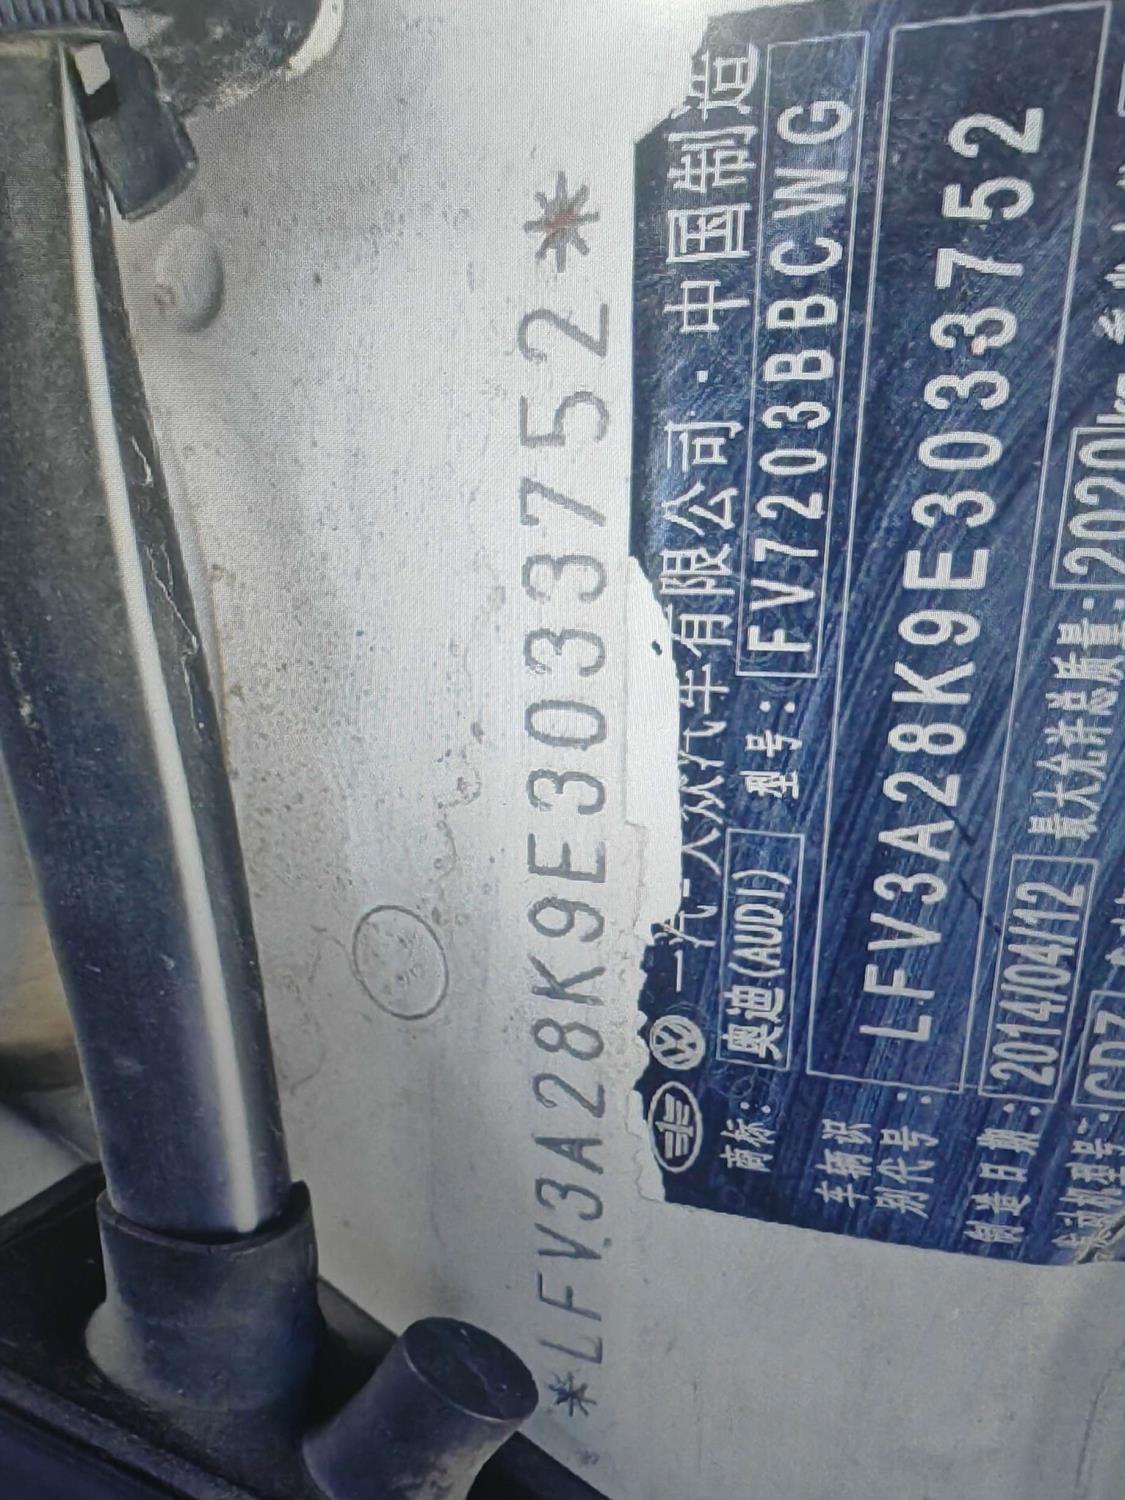 *LFV3A28K9E3033752*
一汽-大众汽车有限公司·中国制造
商标: 奥迪(AUDI) 型号: FV7203BBCWG
车辆识别代号: LFV3A28K9E3033752
制造日期: 2014/04/12 最大允许总质量: 2020kg